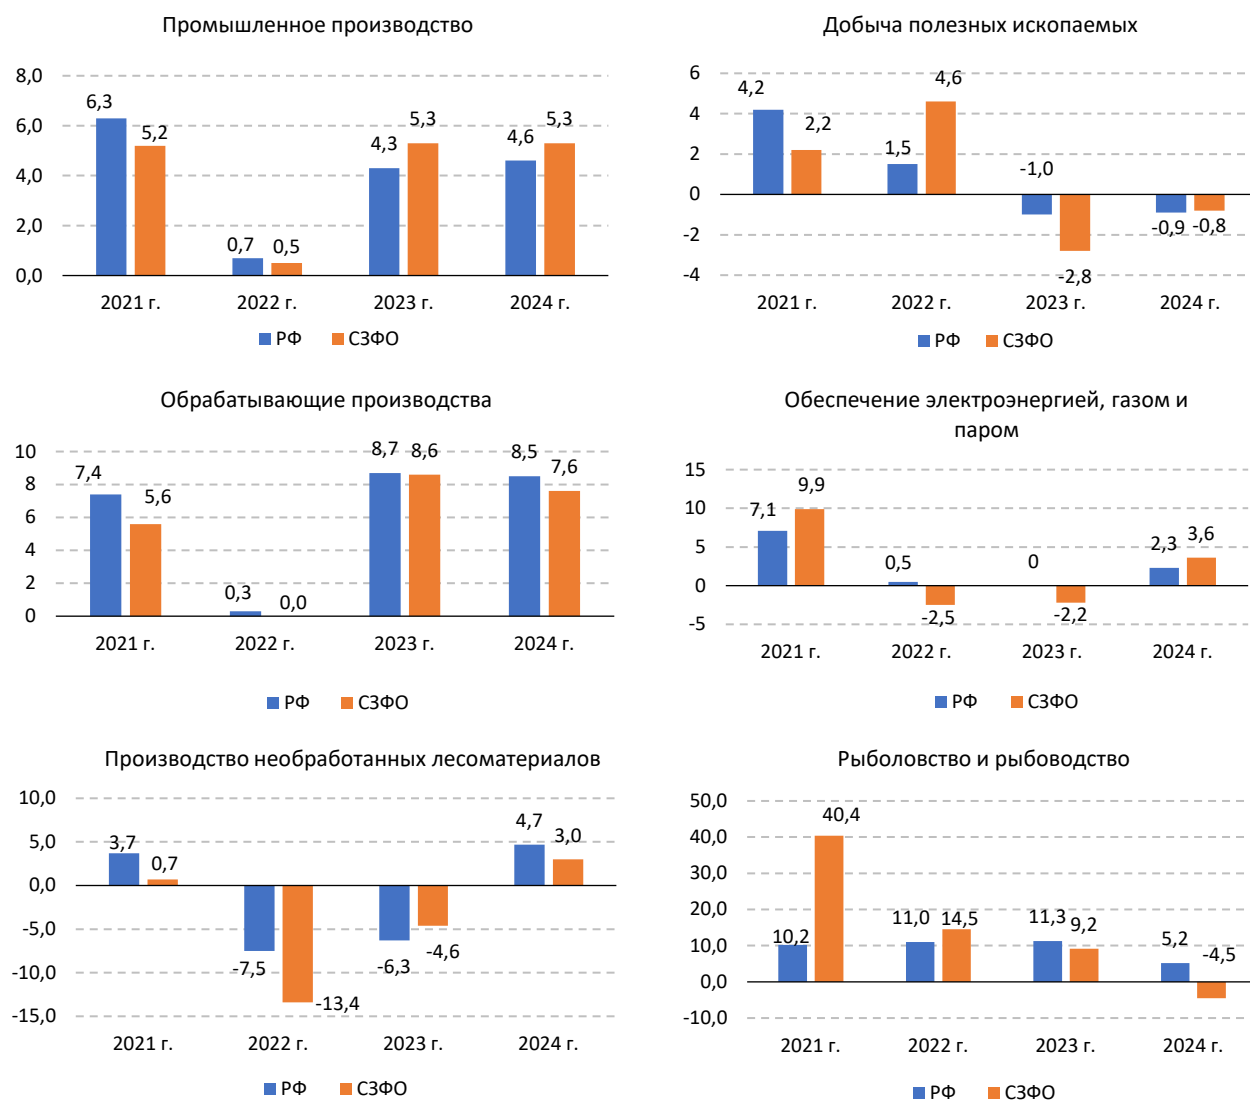 Промышленное производство
8,0
6,0
4,0
2,0
0,0
6,3
5,2
0,7
0,5
4,3
5,3
4,6
5,3
2021 г.
2022 г.
2023 г.
2024 г.
РФ
СЗФО
Добыча полезных ископаемых
6
4
2
0
-2
-4
4,2
2,2
1,5
4,6
-1,0
-2,8
-0,9
-0,8
2021 г.
2022 г.
2023 г.
2024 г.
РФ
СЗФО
Обрабатывающие производства
10
8
6
4
2
0
7,4
5,6
0,3
0,0
8,7
8,6
8,5
7,6
2021 г.
2022 г.
2023 г.
2024 г.
РФ
СЗФО
Обеспечение электроэнергией, газом и
паром
15
10
5
0
-5
7,1
9,9
0,5
-2,5
0
-2,2
2,3
3,6
2021 г.
2022 г.
2023 г.
2024 г.
РФ
СЗФО
Производство необработанных лесоматериалов
10,0
5,0
0,0
-5,0
-10,0
-15,0
3,7
0,7
-7,5
-13,4
-6,3
-4,6
4,7
3,0
2021 г.
2022 г.
2023 г.
2024 г.
РФ
СЗФО
Рыболовство и рыбоводство
50,0
40,0
30,0
20,0
10,0
0,0
-10,0
10,2
40,4
11,0
14,5
11,3
9,2
5,2
-4,5
2021 г.
2022 г.
2023 г.
2024 г.
РФ
СЗФО